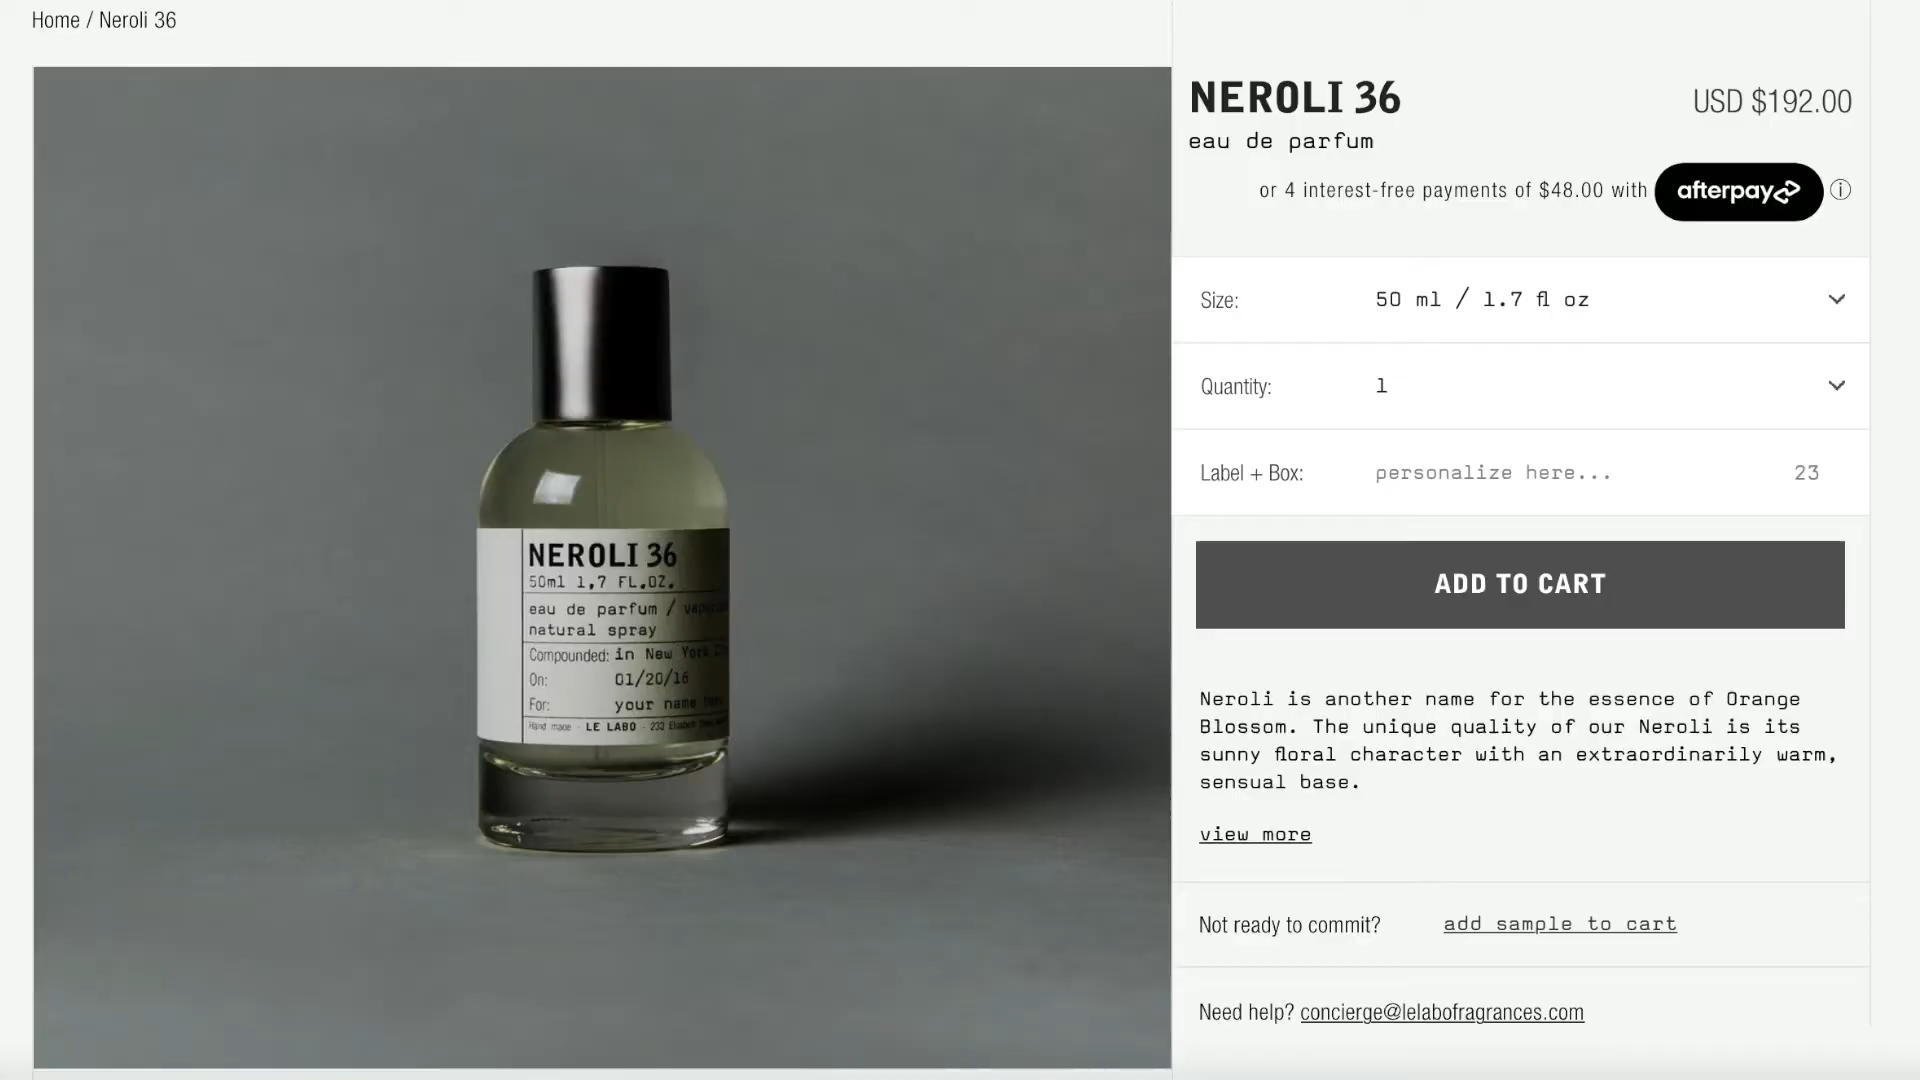 Home / Neroli 36
NEROLI 36
USD $192.00
eau de parfum
or 4 interest-free payments of $48.00 with afterpay
Size: 50 ml / 1.7 fl oz
Quantity: 1
Label + Box: personalize here... 23
ADD TO CART
Neroli is another name for the essence of Orange
Blossom. The unique quality of our Neroli is its
sunny floral character with an extraordinarily warm,
sensual base.
view more
Not ready to commit? add sample to cart
Need help? concierge@lelabofragrances.com
NEROLI 36
50ml 1,7 FL.OZ.
eau de parfum /
natural spray
Compounded: in New York
On: 01/20/16
For: your name
Hand made - LE LABO - 233